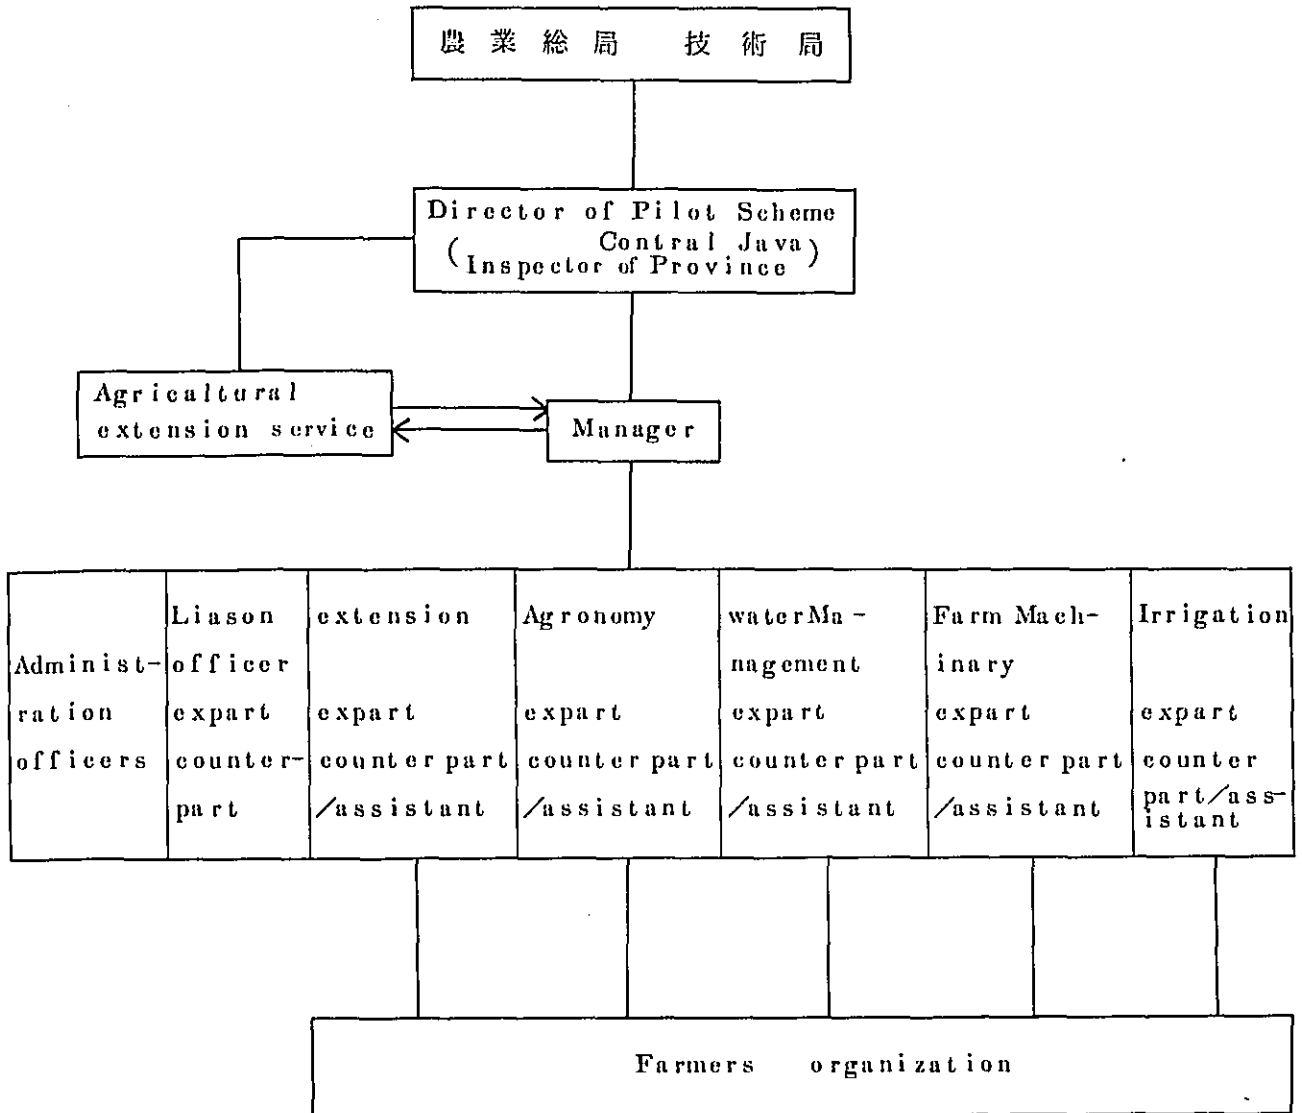 農業総局 技術局
Director of Pilot Scheme
( Contral Java )
Inspector of Province
Agricaltural
extension service
Manager
Administ-
ration
officers
Liason
officer
expart
counter-
part
extension
expart
counter part
/assistant
Agronomy
expart
counter part
/assistant
waterMa-
nagement
expart
counter part
/assistant
Farm Mach-
inary
expart
counter part
/assistant
Irrigation
expart
counter
part/ass-
istant
Farmers organization